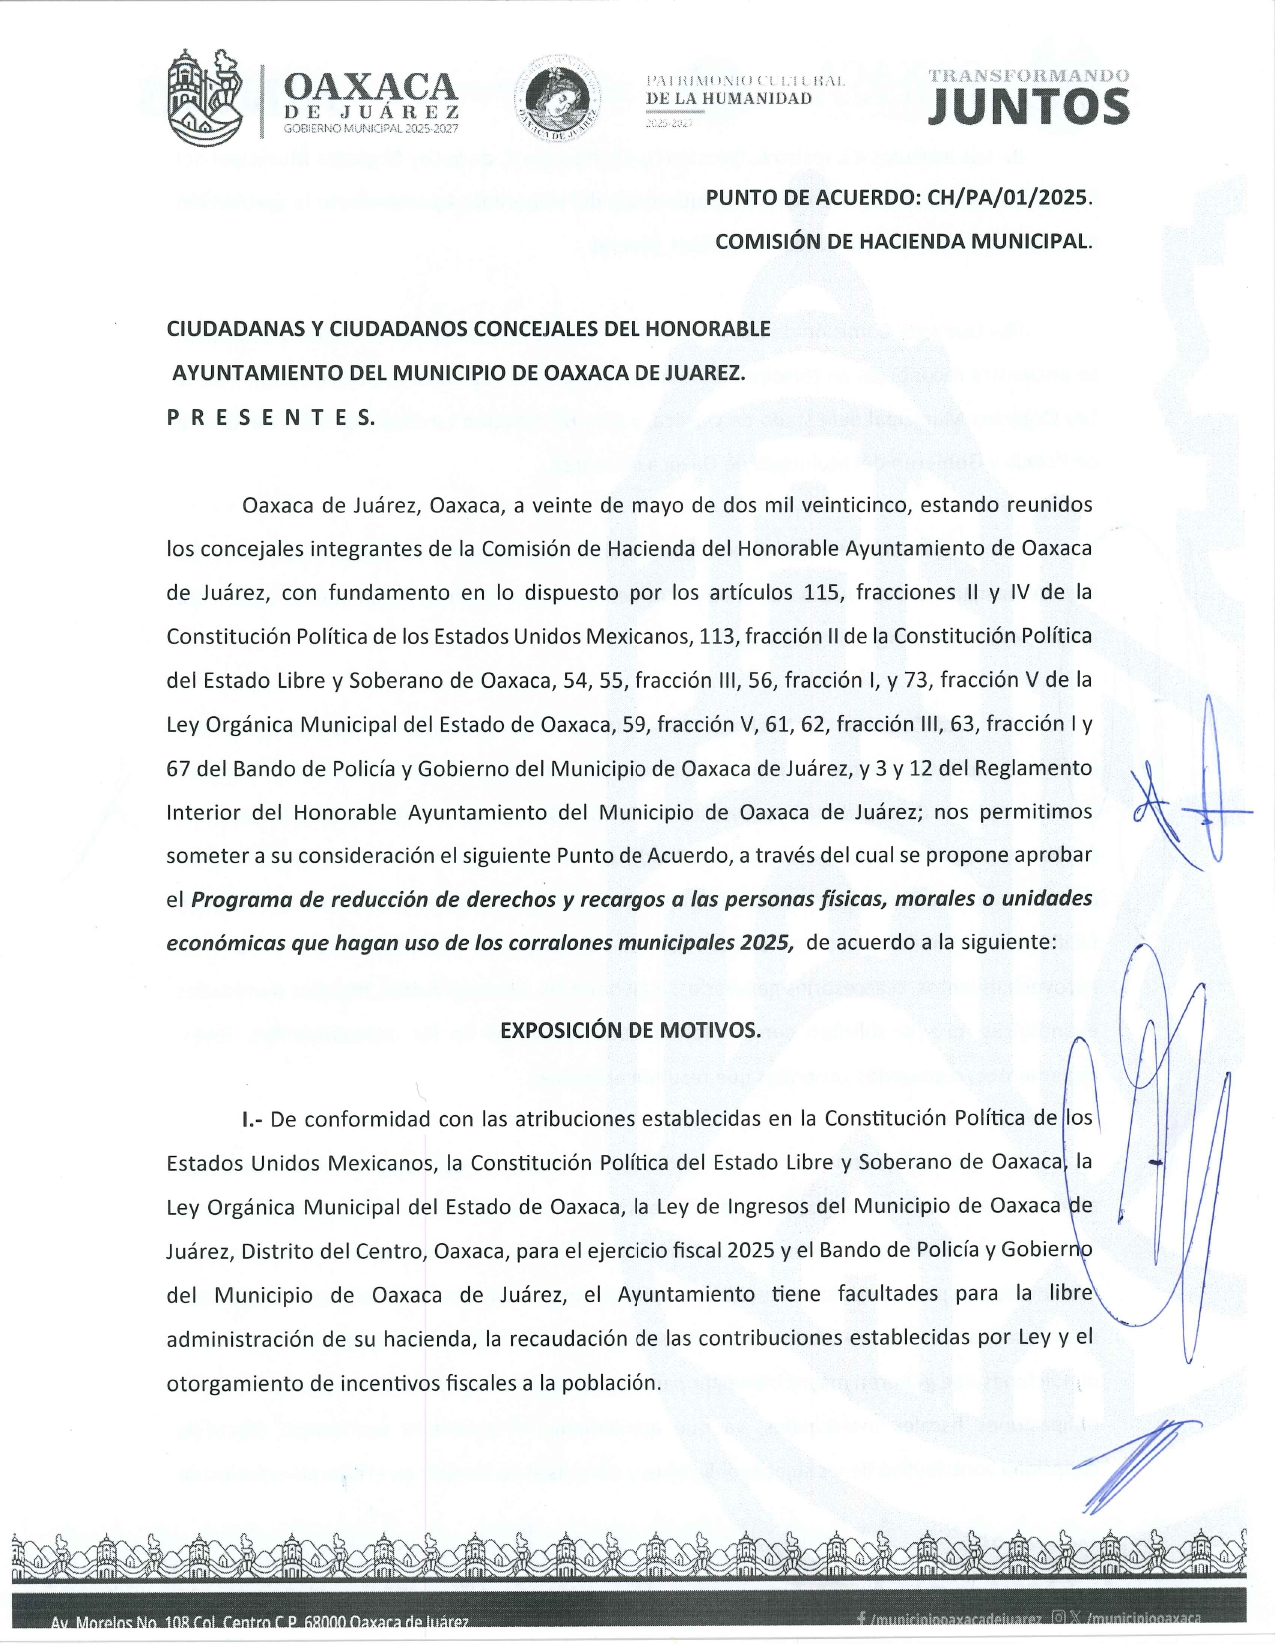 OAXACA
DE JUÁREZ
GOBIERNO MUNICIPAL 2025-2027
PATRIMONIO CULTURAL
DE LA HUMANIDAD
2025-2027
TRANSFORMANDO
JUNTOS
PUNTO DE ACUERDO: CH/PA/01/2025.
COMISIÓN DE HACIENDA MUNICIPAL.
CIUDADANAS Y CIUDADANOS CONCEJALES DEL HONORABLE
AYUNTAMIENTO DEL MUNICIPIO DE OAXACA DE JUAREZ.
P R E S E N T E S.
Oaxaca de Juárez, Oaxaca, a veinte de mayo de dos mil veinticinco, estando reunidos
los concejales integrantes de la Comisión de Hacienda del Honorable Ayuntamiento de Oaxaca
de Juárez, con fundamento en lo dispuesto por los artículos 115, fracciones II y IV de la
Constitución Política de los Estados Unidos Mexicanos, 113, fracción II de la Constitución Política
del Estado Libre y Soberano de Oaxaca, 54, 55, fracción III, 56, fracción I, y 73, fracción V de la
Ley Orgánica Municipal del Estado de Oaxaca, 59, fracción V, 61, 62, fracción III, 63, fracción I y
67 del Bando de Policía y Gobierno del Municipio de Oaxaca de Juárez, y 3 y 12 del Reglamento
Interior del Honorable Ayuntamiento del Municipio de Oaxaca de Juárez; nos permitimos
someter a su consideración el siguiente Punto de Acuerdo, a través del cual se propone aprobar
el Programa de reducción de derechos y recargos a las personas físicas, morales o unidades
económicas que hagan uso de los corralones municipales 2025, de acuerdo a la siguiente:
EXPOSICIÓN DE MOTIVOS.
I.- De conformidad con las atribuciones establecidas en la Constitución Política de los
Estados Unidos Mexicanos, la Constitución Política del Estado Libre y Soberano de Oaxaca, la
Ley Orgánica Municipal del Estado de Oaxaca, la Ley de Ingresos del Municipio de Oaxaca de
Juárez, Distrito del Centro, Oaxaca, para el ejercicio fiscal 2025 y el Bando de Policía y Gobierno
del Municipio de Oaxaca de Juárez, el Ayuntamiento tiene facultades para la libre
administración de su hacienda, la recaudación de las contribuciones establecidas por Ley y el
otorgamiento de incentivos fiscales a la población.
Av. Morelos No. 108 Col. Centro C.P. 68000 Oaxaca de Juárez
/municipiooaxacadejuarez /municipiooaxaca